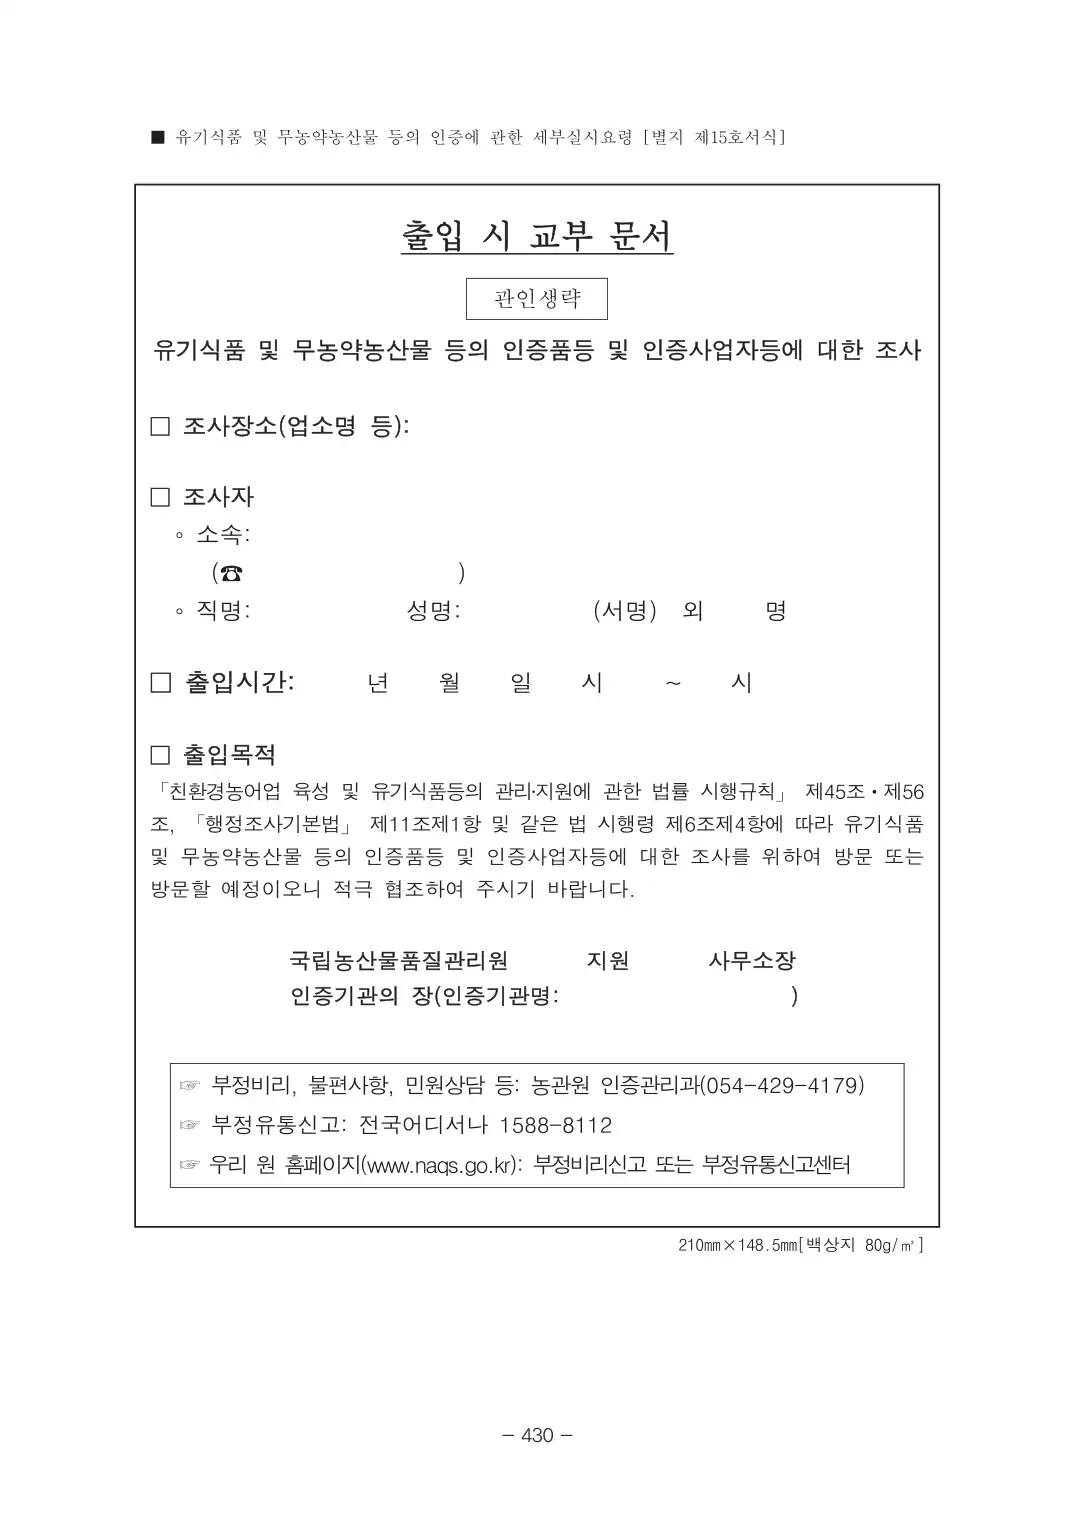 ■ 유기식품 및 무농약농산물 등의 인증에 관한 세부실시요령 [별지 제15호서식]
출입 시 교부 문서
관인생략
유기식품 및 무농약농산물 등의 인증품등 및 인증사업자등에 대한 조사
□ 조사장소(업소명 등):
□ 조사자
∘ 소속:
(☎ )
∘ 직명: 성명: (서명) 외 명
□ 출입시간: 년 월 일 시 ~ 시
□ 출입목적
「친환경농어업 육성 및 유기식품등의 관리·지원에 관한 법률 시행규칙」 제45조·제56
조, 「행정조사기본법」 제11조제1항 및 같은 법 시행령 제6조제4항에 따라 유기식품
및 무농약농산물 등의 인증품등 및 인증사업자등에 대한 조사를 위하여 방문 또는
방문할 예정이오니 적극 협조하여 주시기 바랍니다.
국립농산물품질관리원 지원 사무소장
인증기관의 장(인증기관명: )
☞ 부정비리, 불편사항, 민원상담 등: 농관원 인증관리과(054-429-4179)
☞ 부정유통신고: 전국어디서나 1588-8112
☞ 우리 원 홈페이지(www.naqs.go.kr): 부정비리신고 또는 부정유통신고센터
210㎜×148.5㎜[백상지 80g/㎡]
- 430 -